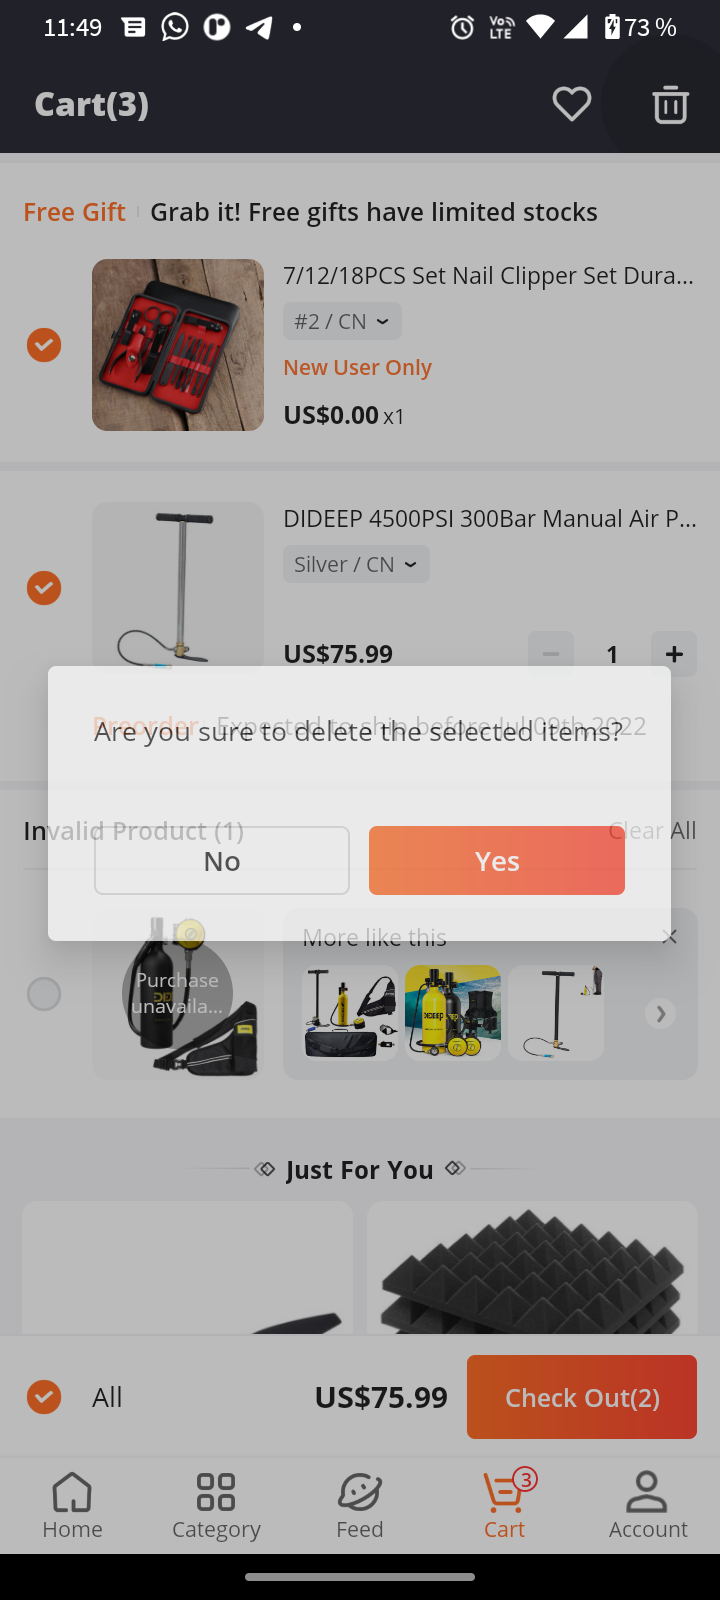 11:49
Vo LTE
73 %
Cart(3)
Free Gift Grab it! Free gifts have limited stocks
7/12/18PCS Set Nail Clipper Set Dura...
#2 / CN
New User Only
US$0.00 x1
DIDEEP 4500PSI 300Bar Manual Air P...
Silver / CN
US$75.99 1
Preorder Expected to ship before Jul 09th,2022
Are you sure to delete the selected items?
Invalid Product (1) Clear All
No Yes
More like this
Purchase
unavaila...
DIDEEP
Just For You
All US$75.99 Check Out(2)
3
Home Category Feed Cart Account